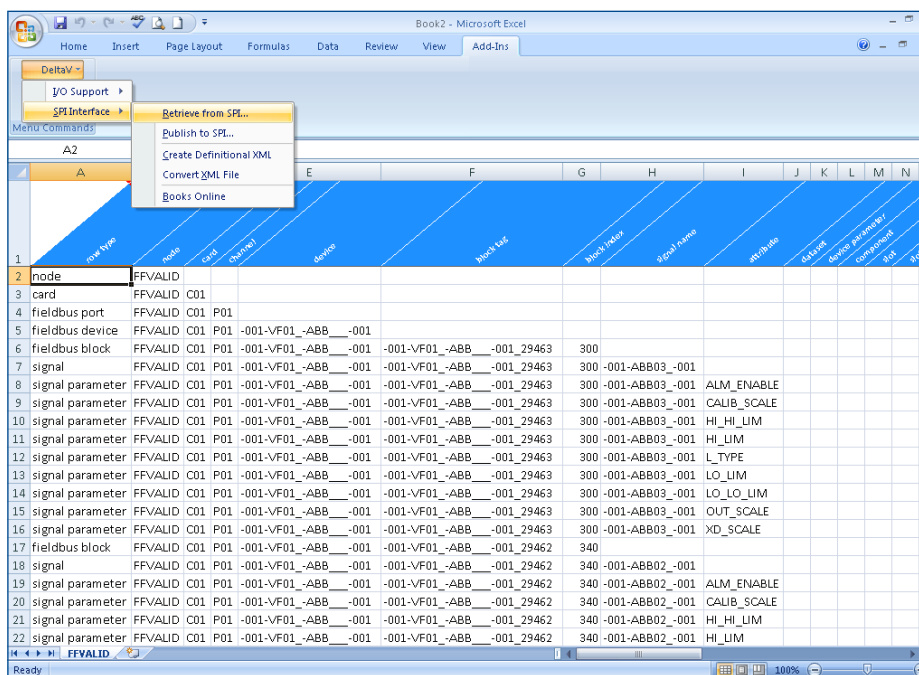 Book2 - Microsoft Excel
Home Insert Page Layout Formulas Data Review View Add-Ins
DeltaV
I/O Support
SPI Interface
Menu Commands
Retrieve from SPI...
Publish to SPI...
Create Definitional XML
Convert XML File
Books Online
A2
A E F G H I J K L M N
1 row type node card channel device block tag block index signal name attribute dataset device parameter component slot
2 node FFVALID
3 card FFVALID C01
4 fieldbus port FFVALID C01 P01
5 fieldbus device FFVALID C01 P01 -001-VF01_-ABB___-001
6 fieldbus block FFVALID C01 P01 -001-VF01_-ABB___-001 -001-VF01_-ABB___-001_29463 300
7 signal FFVALID C01 P01 -001-VF01_-ABB___-001 -001-VF01_-ABB___-001_29463 300 -001-ABB03_-001
8 signal parameter FFVALID C01 P01 -001-VF01_-ABB___-001 -001-VF01_-ABB___-001_29463 300 -001-ABB03_-001 ALM_ENABLE
9 signal parameter FFVALID C01 P01 -001-VF01_-ABB___-001 -001-VF01_-ABB___-001_29463 300 -001-ABB03_-001 CALIB_SCALE
10 signal parameter FFVALID C01 P01 -001-VF01_-ABB___-001 -001-VF01_-ABB___-001_29463 300 -001-ABB03_-001 HI_HI_LIM
11 signal parameter FFVALID C01 P01 -001-VF01_-ABB___-001 -001-VF01_-ABB___-001_29463 300 -001-ABB03_-001 HI_LIM
12 signal parameter FFVALID C01 P01 -001-VF01_-ABB___-001 -001-VF01_-ABB___-001_29463 300 -001-ABB03_-001 L_TYPE
13 signal parameter FFVALID C01 P01 -001-VF01_-ABB___-001 -001-VF01_-ABB___-001_29463 300 -001-ABB03_-001 LO_LIM
14 signal parameter FFVALID C01 P01 -001-VF01_-ABB___-001 -001-VF01_-ABB___-001_29463 300 -001-ABB03_-001 LO_LO_LIM
15 signal parameter FFVALID C01 P01 -001-VF01_-ABB___-001 -001-VF01_-ABB___-001_29463 300 -001-ABB03_-001 OUT_SCALE
16 signal parameter FFVALID C01 P01 -001-VF01_-ABB___-001 -001-VF01_-ABB___-001_29463 300 -001-ABB03_-001 XD_SCALE
17 fieldbus block FFVALID C01 P01 -001-VF01_-ABB___-001 -001-VF01_-ABB___-001_29462 340
18 signal FFVALID C01 P01 -001-VF01_-ABB___-001 -001-VF01_-ABB___-001_29462 340 -001-ABB02_-001
19 signal parameter FFVALID C01 P01 -001-VF01_-ABB___-001 -001-VF01_-ABB___-001_29462 340 -001-ABB02_-001 ALM_ENABLE
20 signal parameter FFVALID C01 P01 -001-VF01_-ABB___-001 -001-VF01_-ABB___-001_29462 340 -001-ABB02_-001 CALIB_SCALE
21 signal parameter FFVALID C01 P01 -001-VF01_-ABB___-001 -001-VF01_-ABB___-001_29462 340 -001-ABB02_-001 HI_HI_LIM
22 signal parameter FFVALID C01 P01 -001-VF01_-ABB___-001 -001-VF01_-ABB___-001_29462 340 -001-ABB02_-001 HI_LIM
FFVALID
Ready 100%